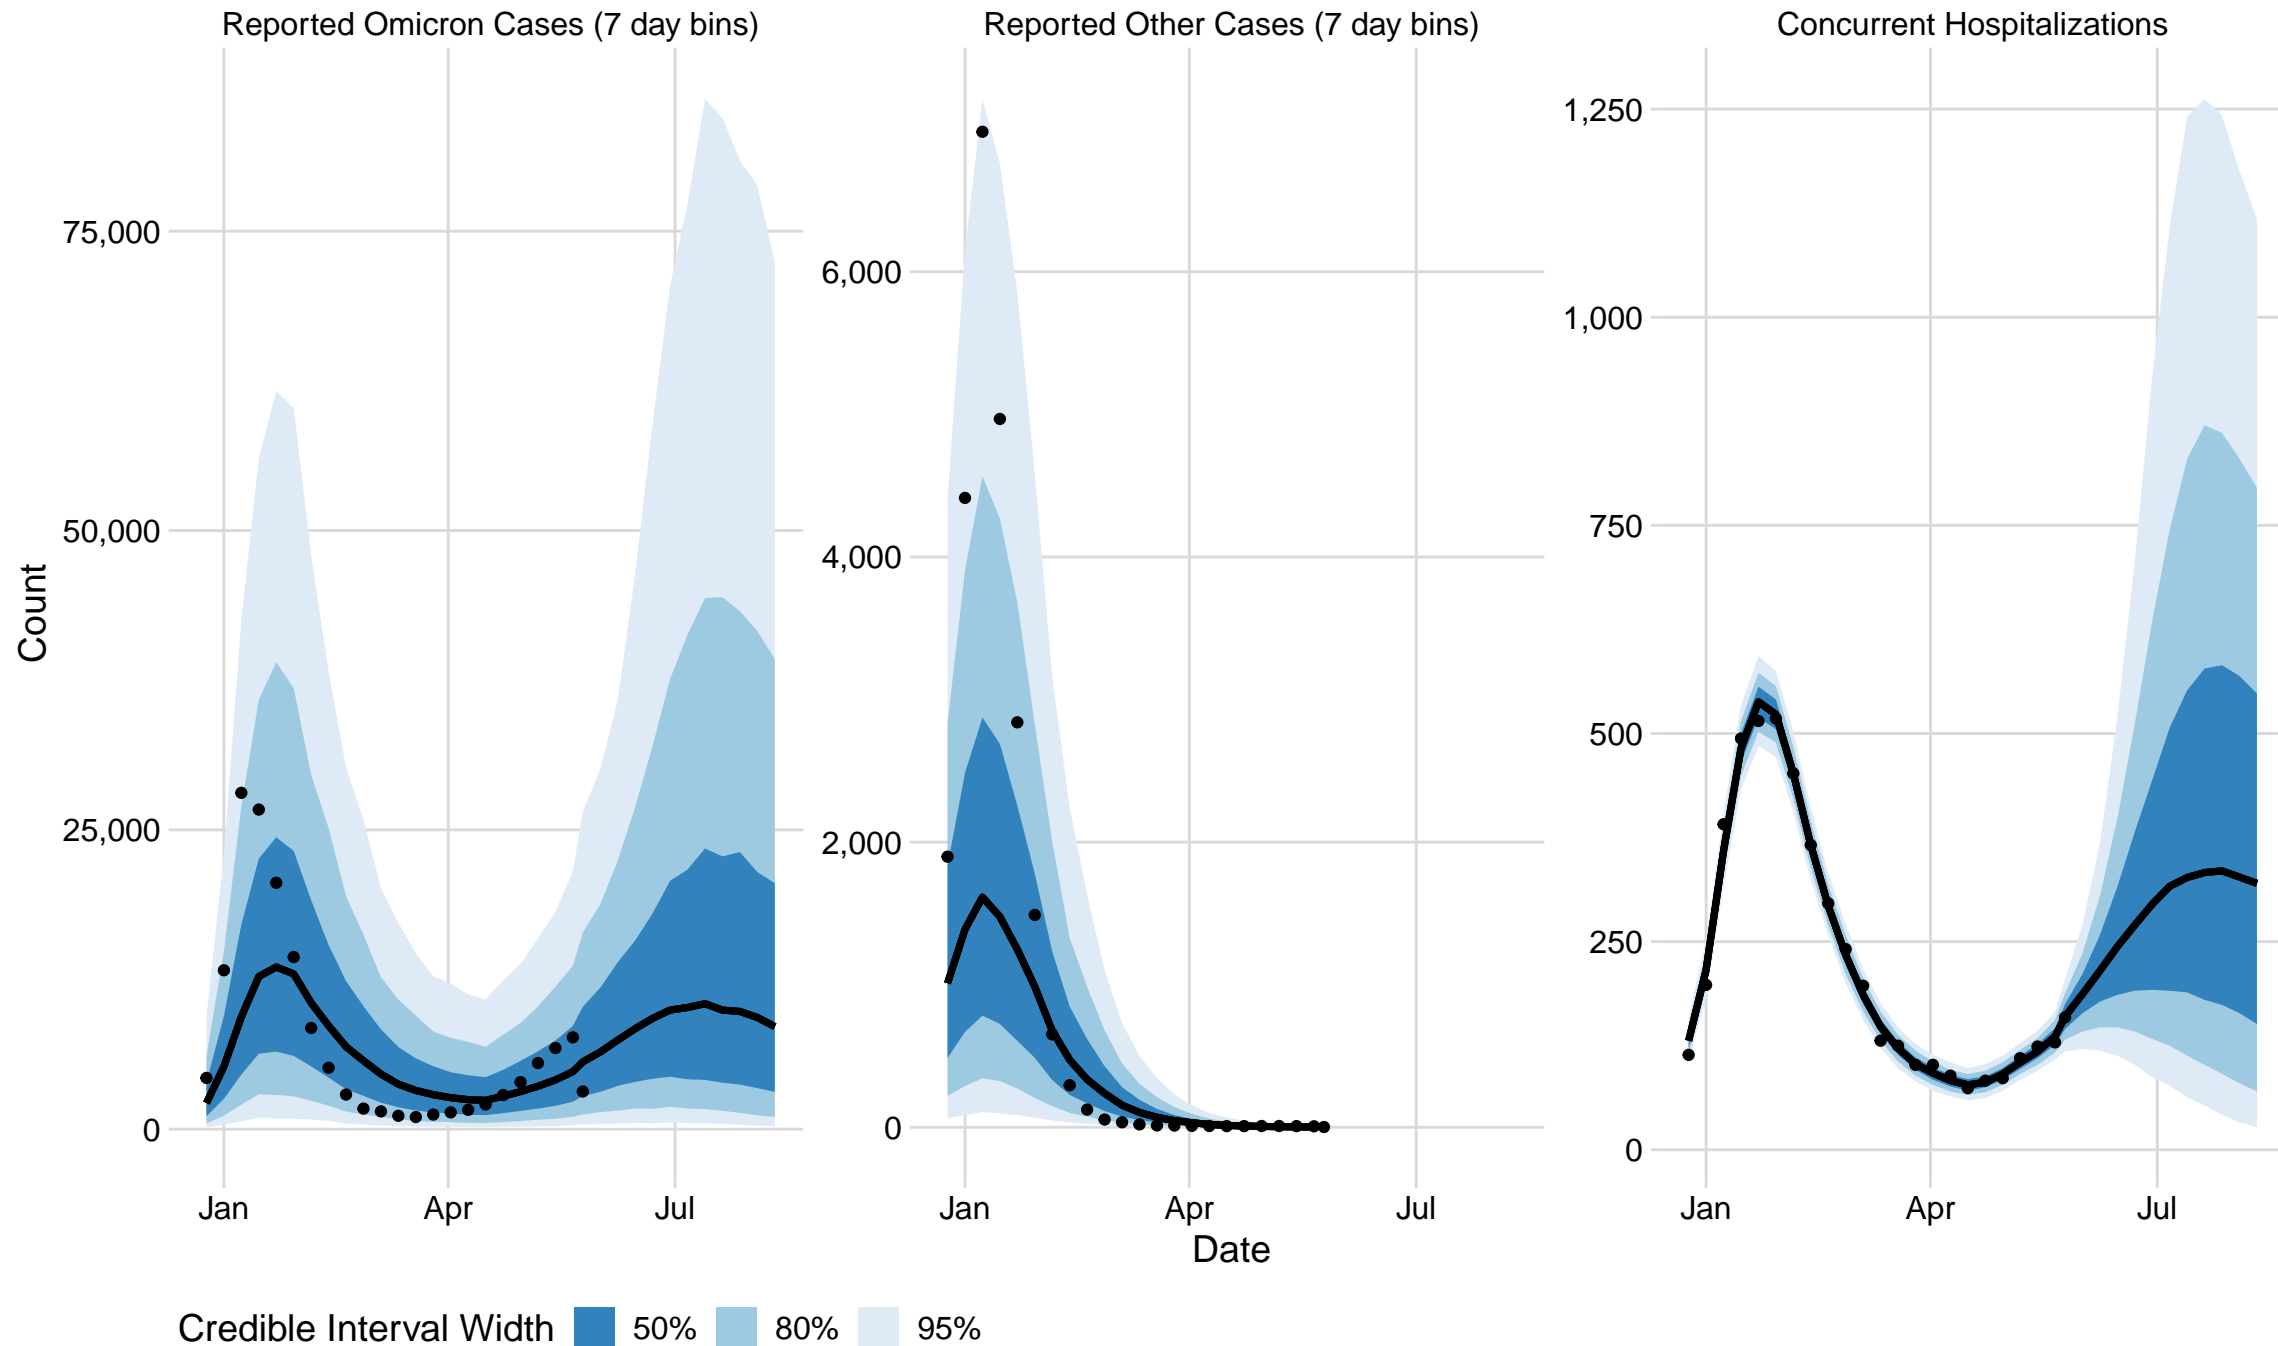 Reported Omicron Cases (7 day bins)
Reported Other Cases (7 day bins)
Concurrent Hospitalizations
Count
75,000
50,000
25,000
0
Jan
Apr
Jul
6,000
4,000
2,000
0
Jan
Apr
Jul
1,250
1,000
750
500
250
0
Jan
Apr
Jul
Date
Credible Interval Width 50% 80% 95%